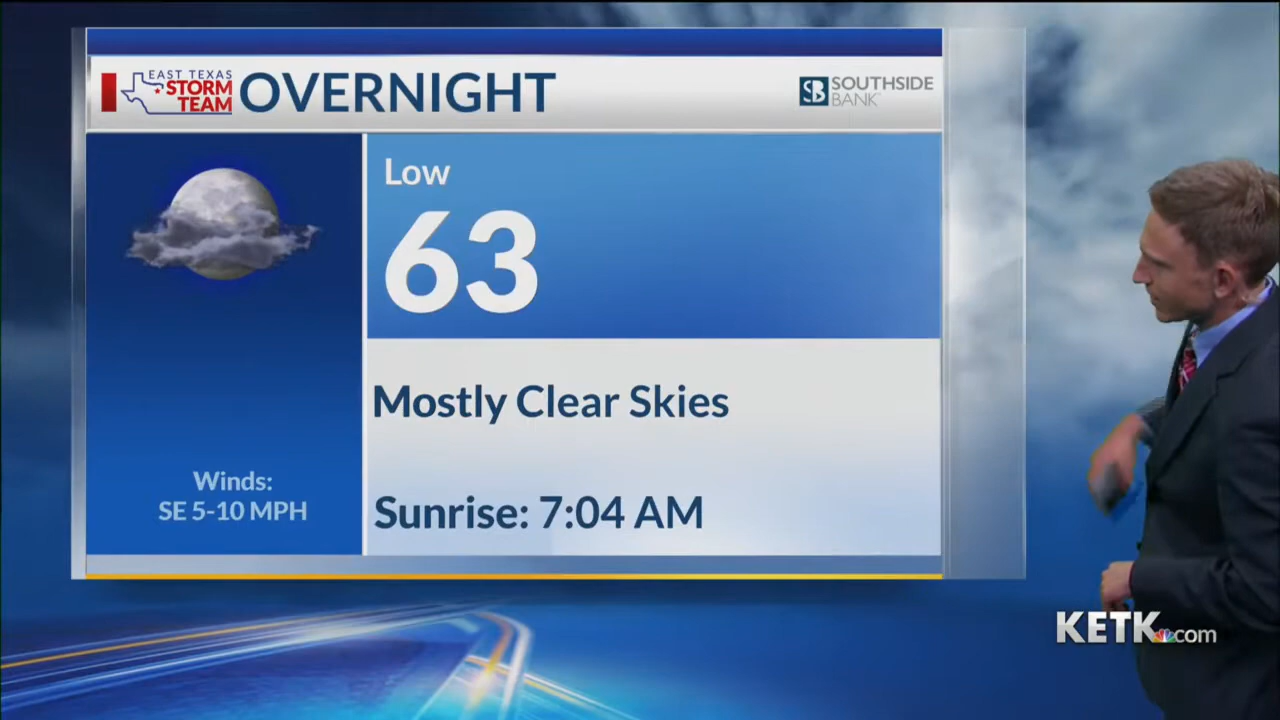 EAST TEXAS
STORM
TEAM
OVERNIGHT
SB SOUTHSIDE
BANK
Low
63
Mostly Clear Skies
Winds:
SE 5-10 MPH
Sunrise: 7:04 AM
KETK.com